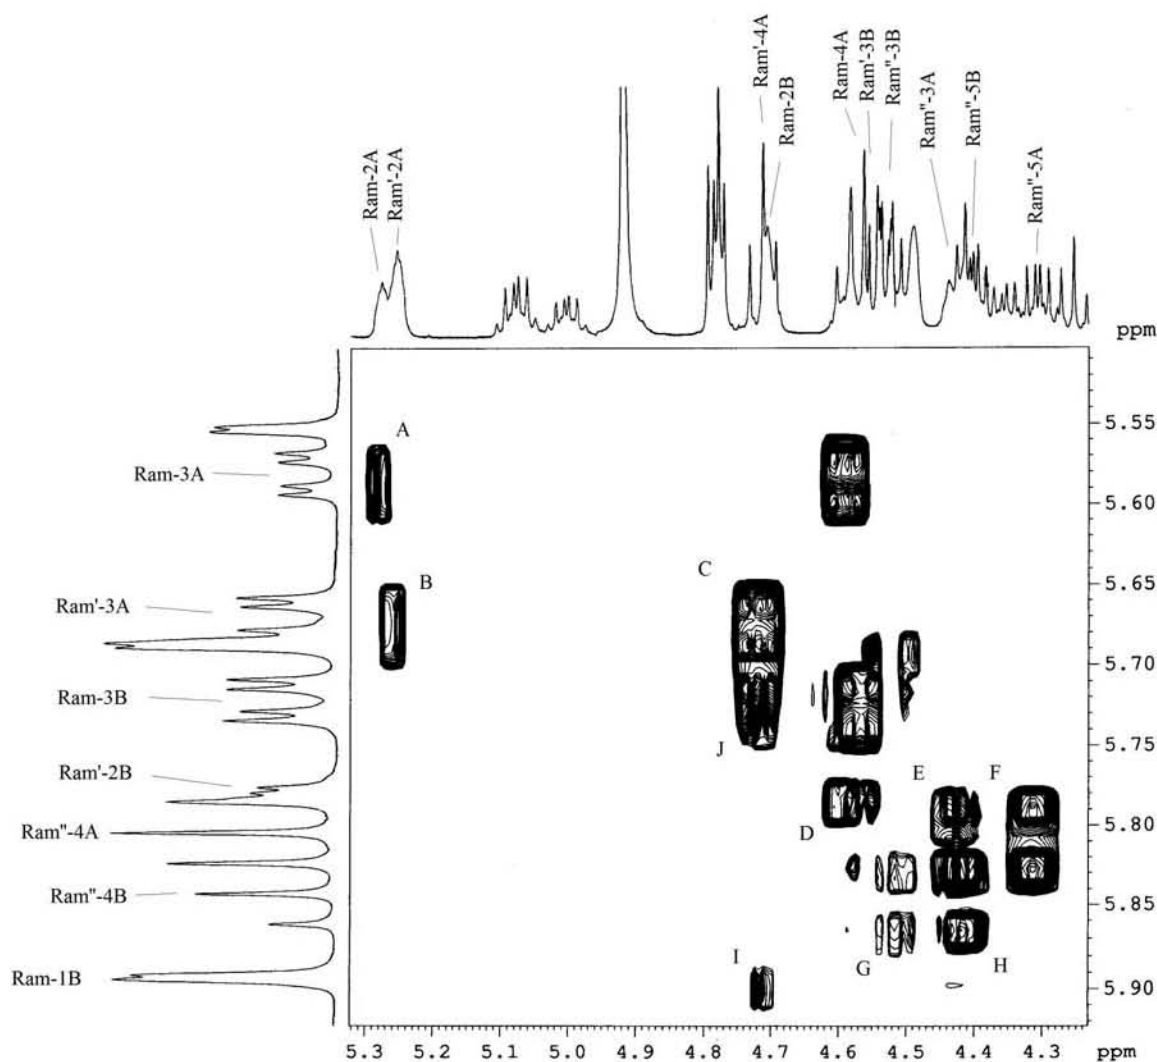 Ram-2A
Ram'-2A
Ram'-4A
Ram-2B
Ram-4A
Ram'-3B
Ram"-3B
Ram"-3A
Ram"-5B
Ram"-5A
ppm
Ram-3A
Ram'-3A
Ram-3B
Ram'-2B
Ram"-4A
Ram"-4B
Ram-1B
A
B
C
J
D
E
F
G
H
I
5.55
5.60
5.65
5.70
5.75
5.80
5.85
5.90
5.3 5.2 5.1 5.0 4.9 4.8 4.7 4.6 4.5 4.4 4.3 ppm